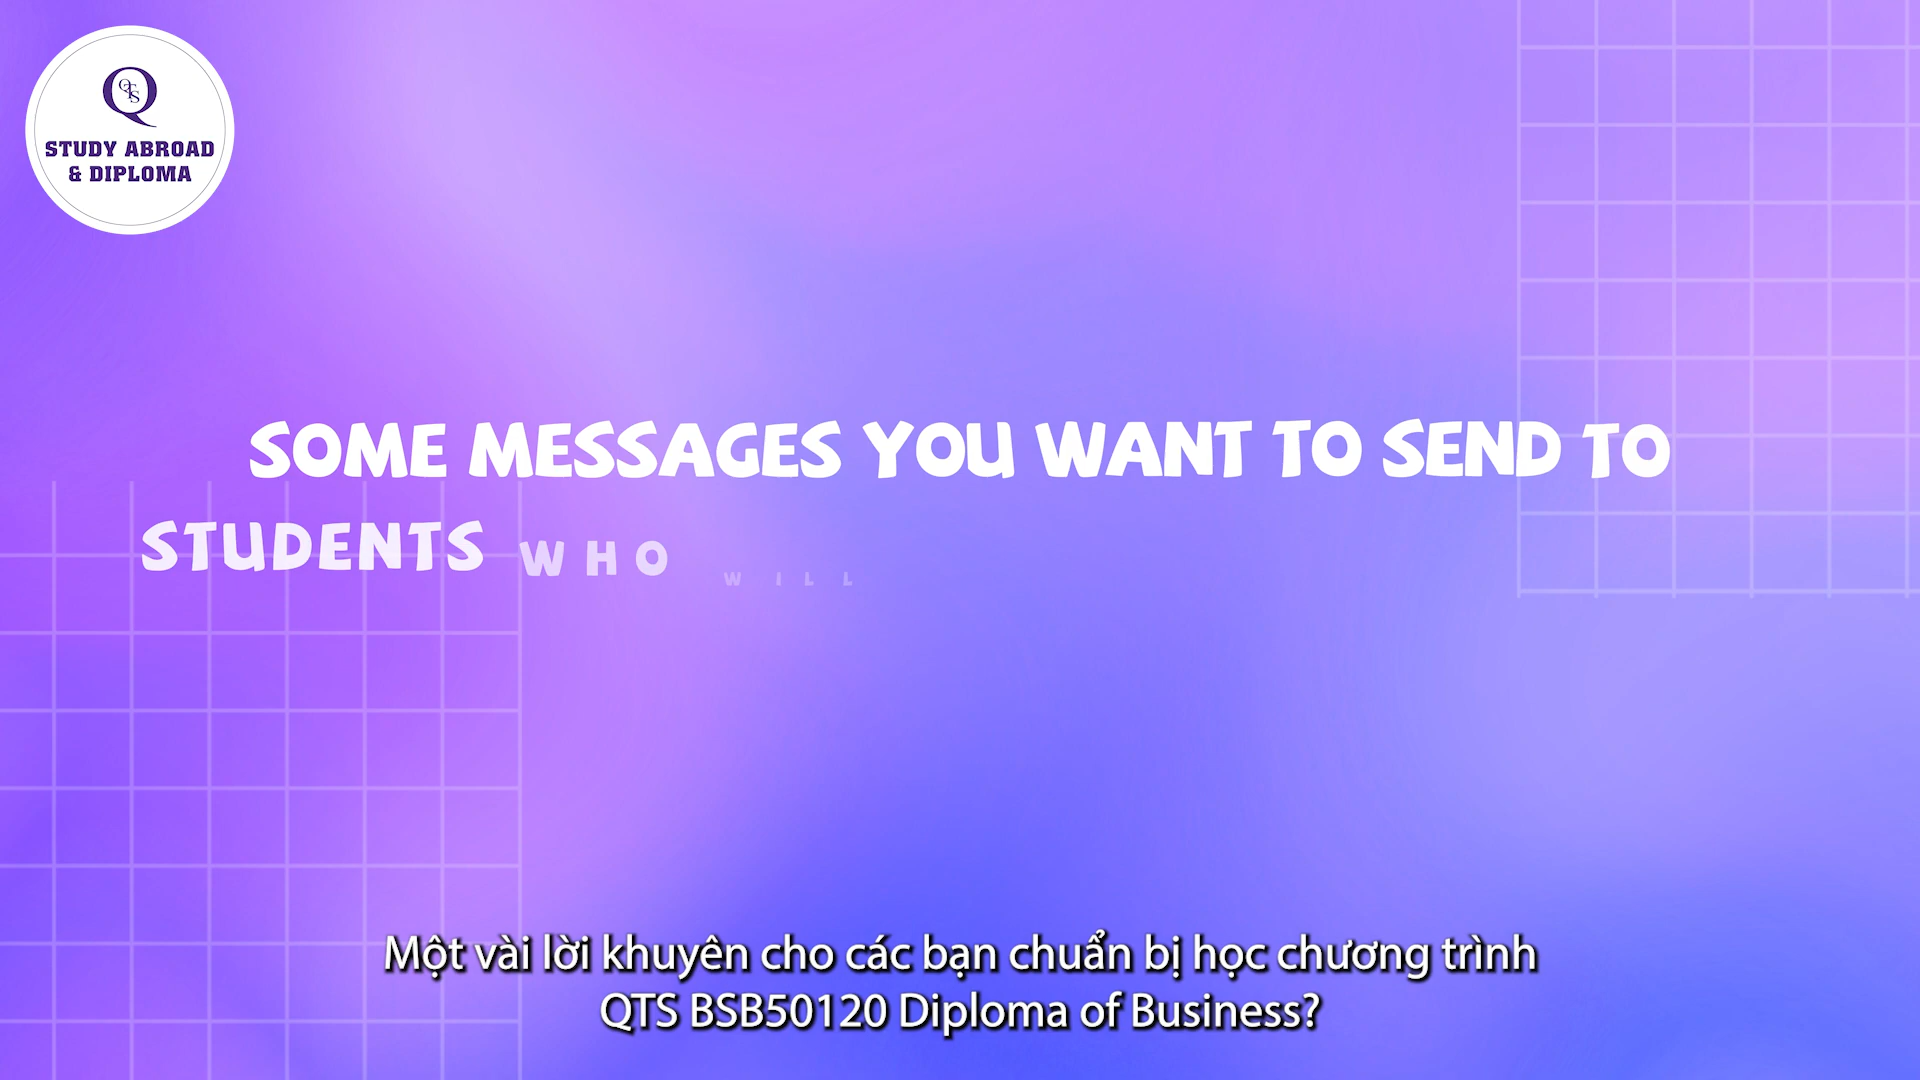 QTS
STUDY ABROAD
& DIPLOMA
SOME MESSAGES YOU WANT TO SEND TO
STUDENTS WHO WILL
Một vài lời khuyên cho các bạn chuẩn bị học chương trình
QTS BSB50120 Diploma of Business?